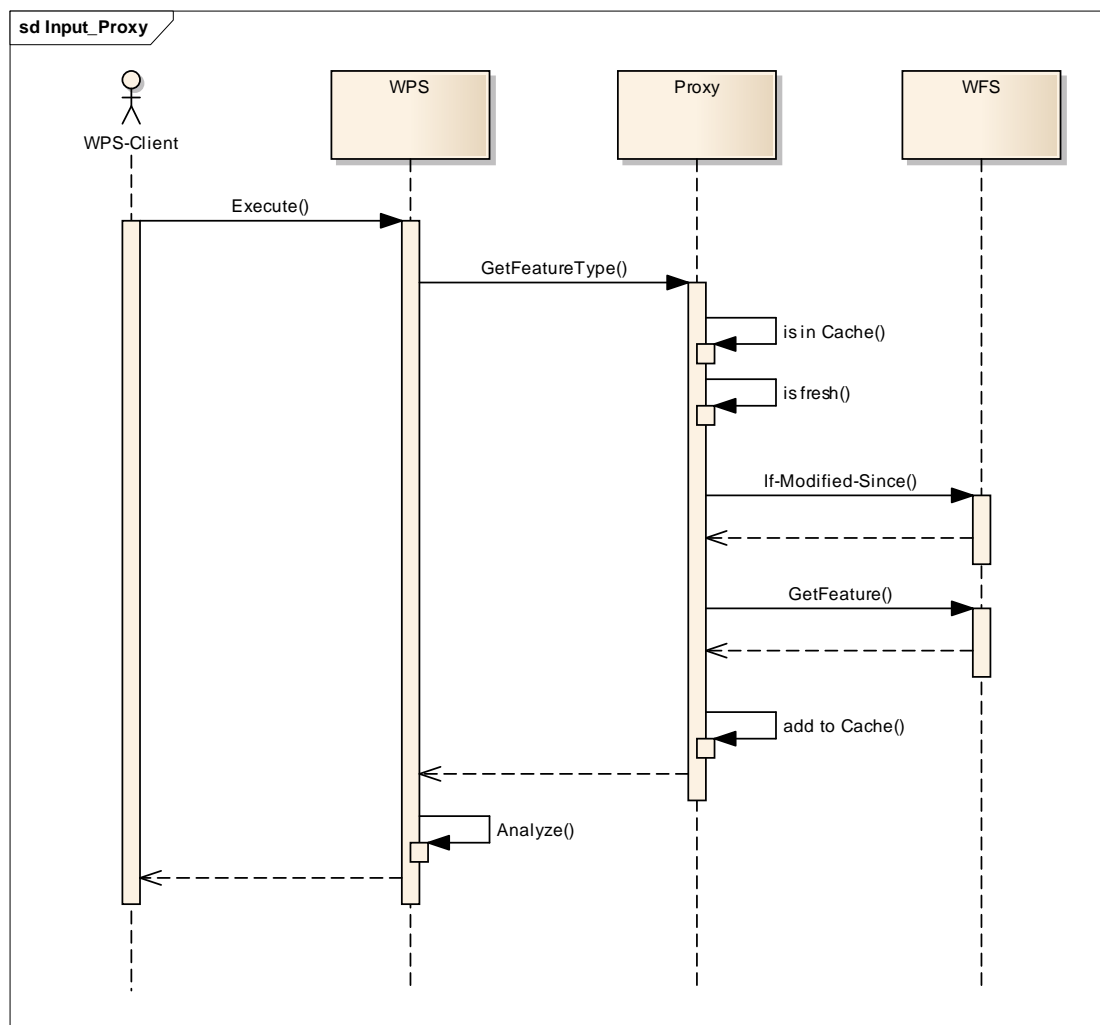 sd Input_Proxy
WPS-Client
WPS
Proxy
WFS
Execute()
GetFeatureType()
is in Cache()
is fresh()
If-Modified-Since()
GetFeature()
add to Cache()
Analyze()